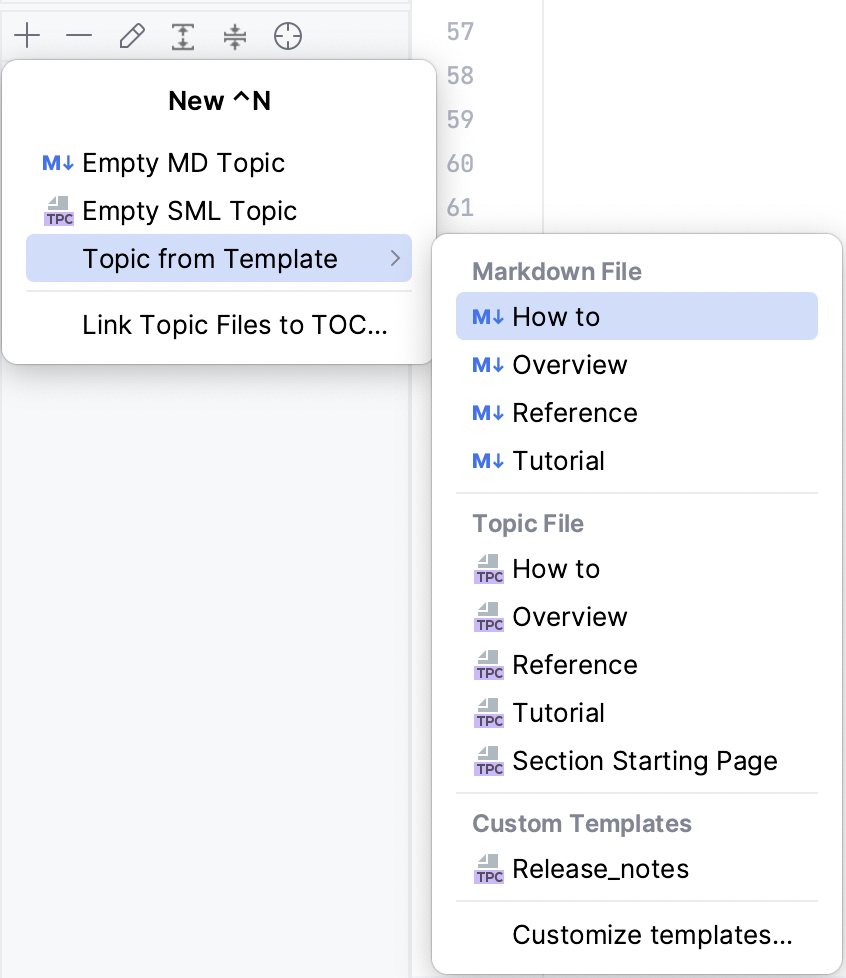 57
58
59
60
61
New ^N
M↓ Empty MD Topic
TPC Empty SML Topic
Topic from Template
Link Topic Files to TOC...
Markdown File
M↓ How to
M↓ Overview
M↓ Reference
M↓ Tutorial
Topic File
TPC How to
TPC Overview
TPC Reference
TPC Tutorial
TPC Section Starting Page
Custom Templates
TPC Release_notes
Customize templates...